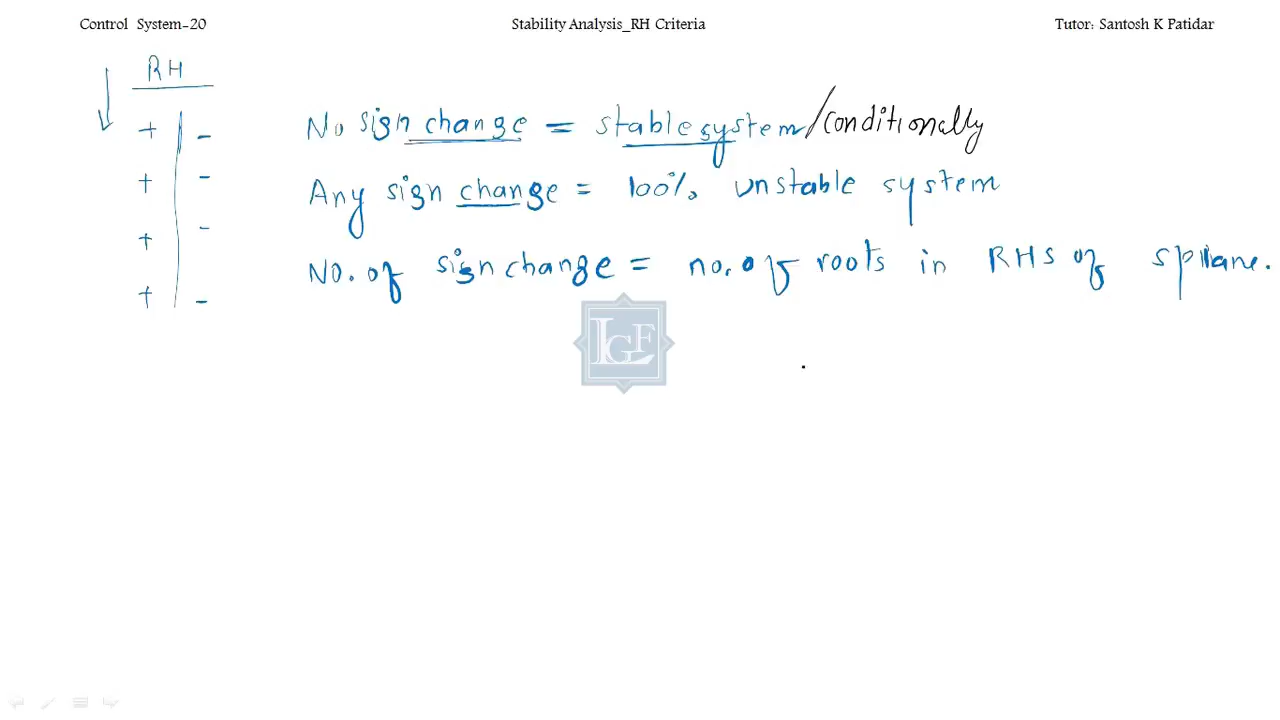 Control System-20 Stability Analysis_RH Criteria Tutor: Santosh K Patidar
RH
+ -
+ -
+ -
+ -
No sign change = stable system/conditionally
Any sign change = 100% unstable system
NO. of sign change = no. of roots in RHS of splane.
LGF